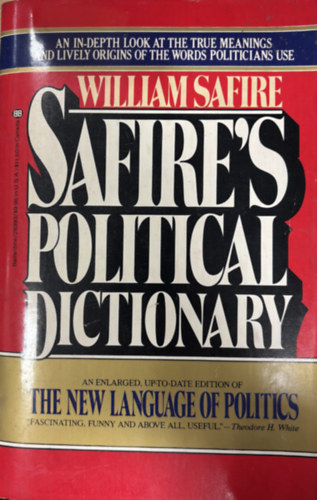 AN IN-DEPTH LOOK AT THE TRUE MEANINGS
AND LIVELY ORIGINS OF THE WORDS POLITICIANS USE
WILLIAM SAFIRE
SAFIRE'S
POLITICAL
DICTIONARY
AN ENLARGED, UP-TO-DATE EDITION OF
THE NEW LANGUAGE OF POLITICS
"FASCINATING, FUNNY AND ABOVE ALL, USEFUL."—Theodore H. White